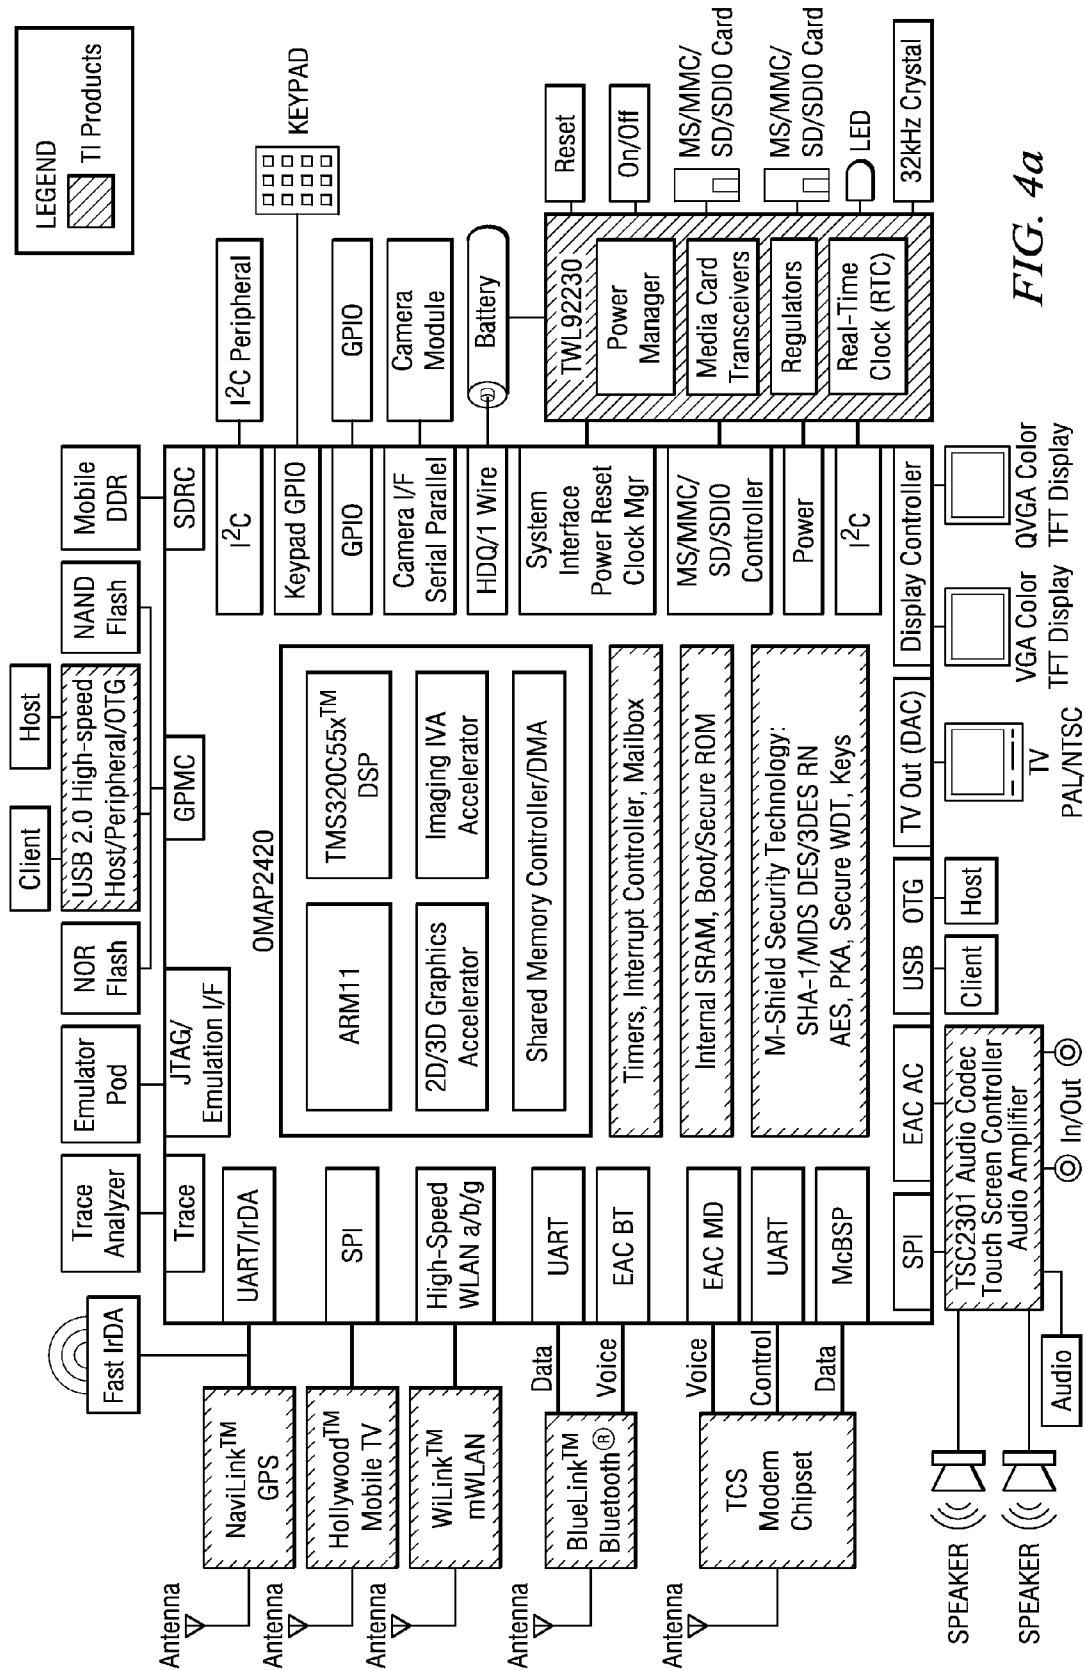 LEGEND
TI Products
KEYPAD
Reset
On/Off
MS/MMC/
SD/SDIO Card
MS/MMC/
SD/SDIO Card
LED
32kHz Crystal
FIG. 4a
I2C Peripheral
GPIO
Camera
Module
Battery
TWL92230
Power
Manager
Media Card
Transceivers
Regulators
Real-Time
Clock (RTC)
Mobile
DDR
NAND
Flash
Host
USB 2.0 High-speed
Host/Peripheral/OTG
Client
NOR
Flash
Emulator
Pod
Trace
Analyzer
Fast IrDA
SDRC
GPMC
JTAG/
Emulation I/F
Trace
I2C
Keypad GPIO
GPIO
Camera I/F
Serial Parallel
HDQ/1 Wire
System
Interface
Power Reset
Clock Mgr
MS/MMC/
SD/SDIO
Controller
Power
I2C
OMAP2420
TMS320C55x™
DSP
Imaging IVA
Accelerator
ARM11
2D/3D Graphics
Accelerator
Shared Memory Controller/DMA
Timers, Interrupt Controller, Mailbox
Internal SRAM, Boot/Secure ROM
M-Shield Security Technology:
SHA-1/MDS DES/3DES RN
AES, PKA, Secure WDT, Keys
UART/IrDA
SPI
High-Speed
WLAN a/b/g
UART
EAC BT
EAC MD
UART
McBSP
Data
Voice
Voice
Control
Data
NaviLink™
GPS
Hollywood™
Mobile TV
WiLink™
mWLAN
BlueLink™
Bluetooth®
TCS
Modem
Chipset
Antenna
Antenna
Antenna
Antenna
Antenna
Display Controller
TV Out (DAC)
OTG
USB
EAC AC
SPI
QVGA Color
TFT Display
VGA Color
TFT Display
TV
PAL/NTSC
Host
Client
TSC2301 Audio Codec
Touch Screen Controller
Audio Amplifier
In/Out
Audio
SPEAKER
SPEAKER